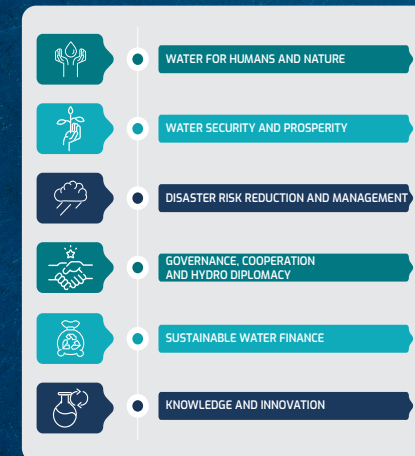 WATER FOR HUMANS AND NATURE
WATER SECURITY AND PROSPERITY
DISASTER RISK REDUCTION AND MANAGEMENT
GOVERNANCE, COOPERATION
AND HYDRO DIPLOMACY
SUSTAINABLE WATER FINANCE
KNOWLEDGE AND INNOVATION